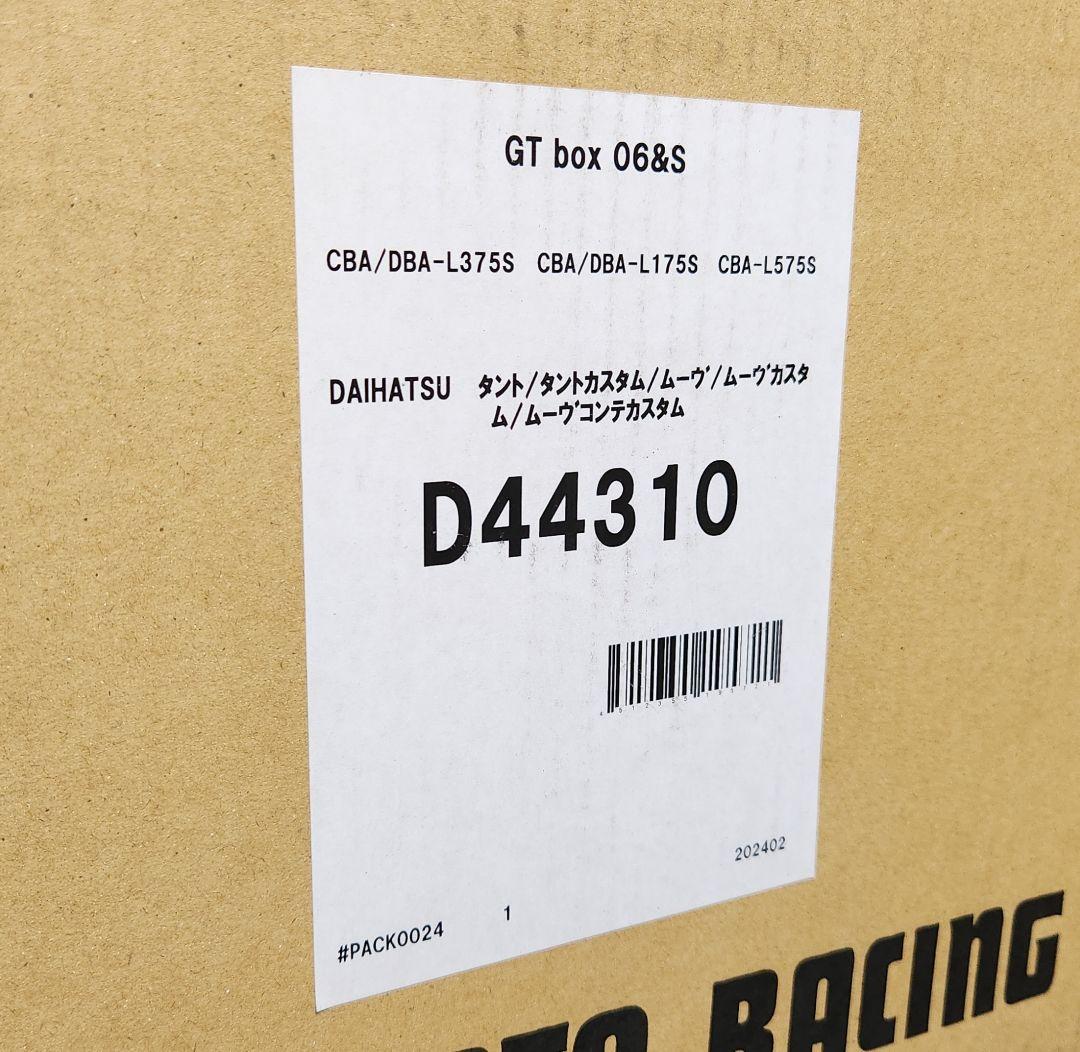 GT box 06&S
CBA/DBA-L375S CBA/DBA-L175S CBA-L575S
DAIHATSU タント/タントカスタム/ムーヴ/ムーヴカスタ
ム/ムーヴコンテカスタム
D44310
202402
#PACK0024 1
RACING